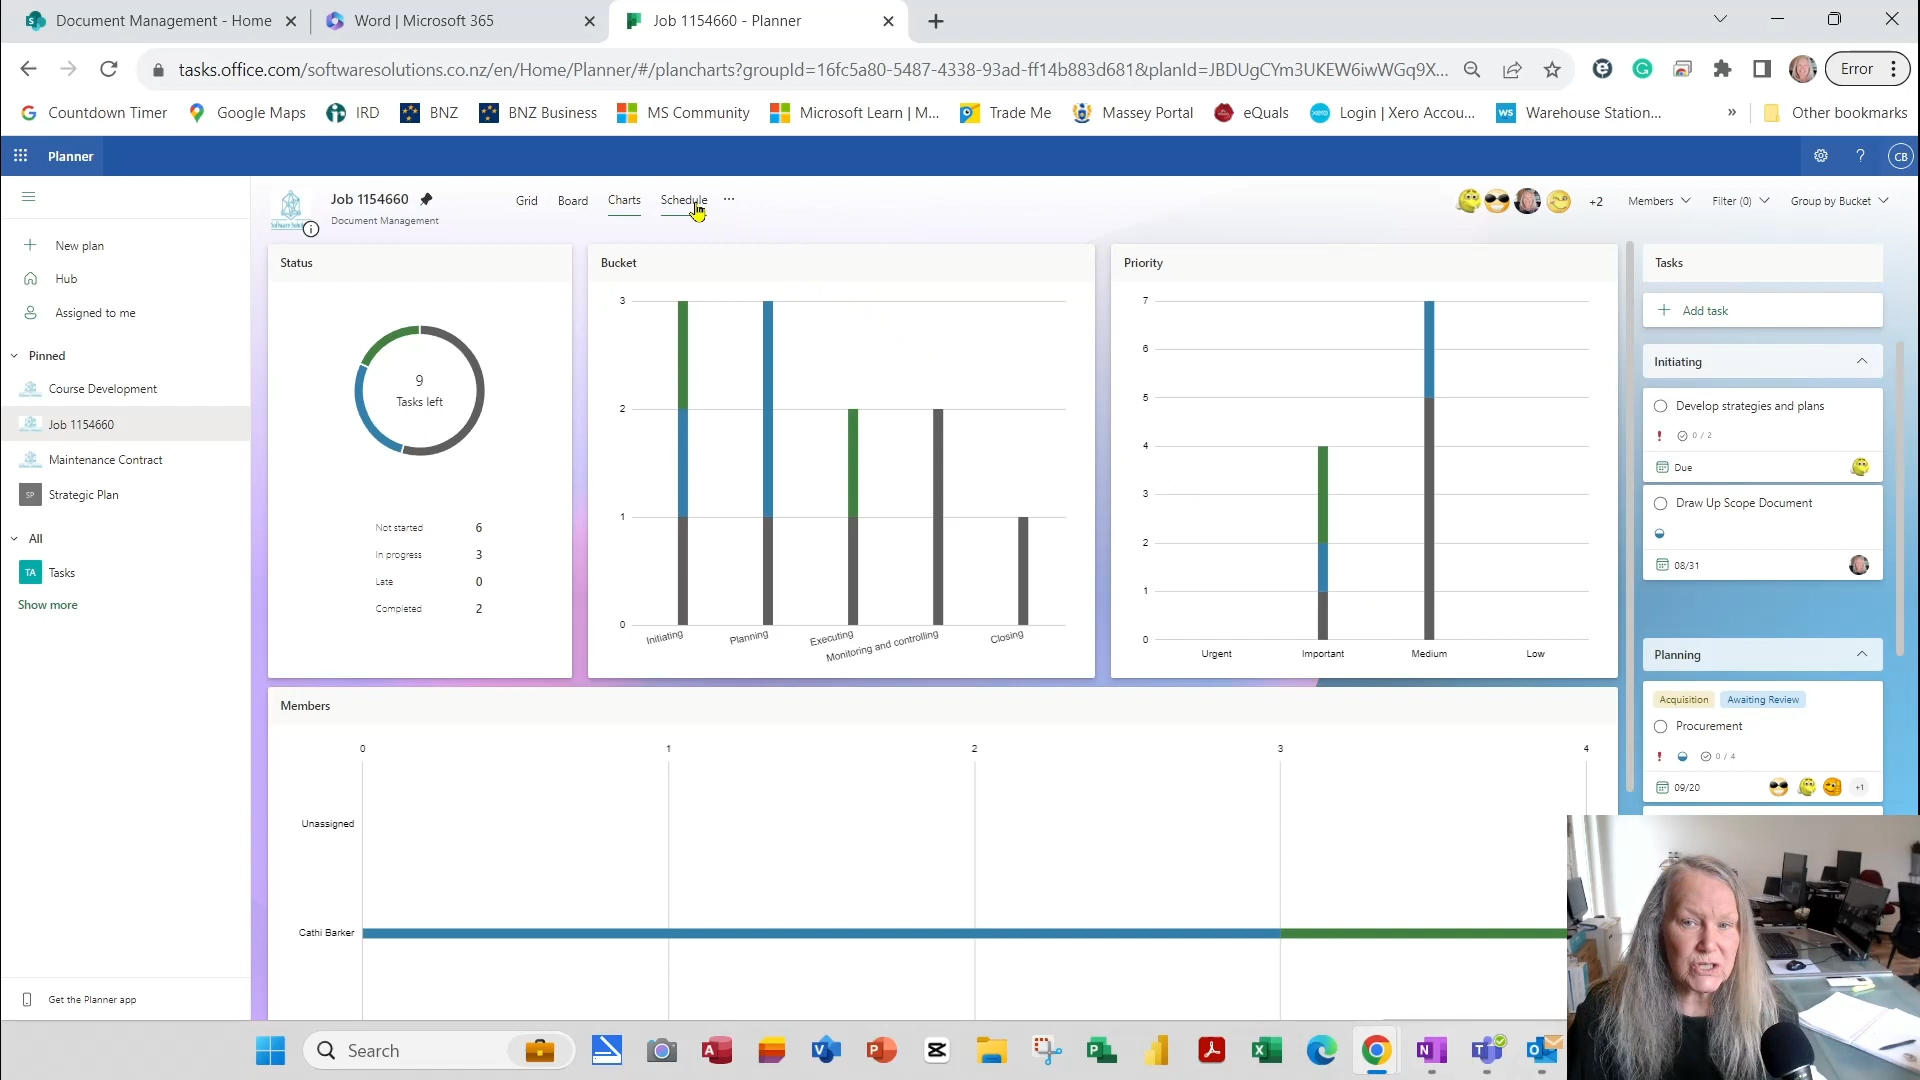 Document Management - Home
Word | Microsoft 365
Job 1154660 - Planner
tasks.office.com/softwaresolutions.co.nz/en/Home/Planner/#/plancharts?groupId=16fc5a80-5487-4338-93ad-ff14b883d681&planId=JBDUgCYm3UKEW6iwWGq9X...
Error
Countdown Timer
Google Maps
IRD
BNZ
BNZ Business
MS Community
Microsoft Learn | M...
Trade Me
Massey Portal
eQuals
Login | Xero Accou...
Warehouse Station...
»
Other bookmarks
Planner
?
CB
Job 1154660
Document Management
Grid
Board
Charts
Schedule
...
+2
Members
Filter (0)
Group by Bucket
New plan
Hub
Assigned to me
Pinned
Course Development
Job 1154660
Maintenance Contract
SP
Strategic Plan
All
TA
Tasks
Show more
Get the Planner app
Status
9
Tasks left
Not started 6
In progress 3
Late 0
Completed 2
Bucket
3
2
1
0
Initiating
Planning
Executing
Monitoring and controlling
Closing
Priority
7
6
5
4
3
2
1
0
Urgent
Important
Medium
Low
Members
0 1 2 3 4
Unassigned
Cathi Barker
Tasks
Add task
Initiating
Develop strategies and plans
0 / 2
Due
Draw Up Scope Document
08/31
Planning
Acquisition
Awaiting Review
Procurement
0 / 4
09/20
+1
Search